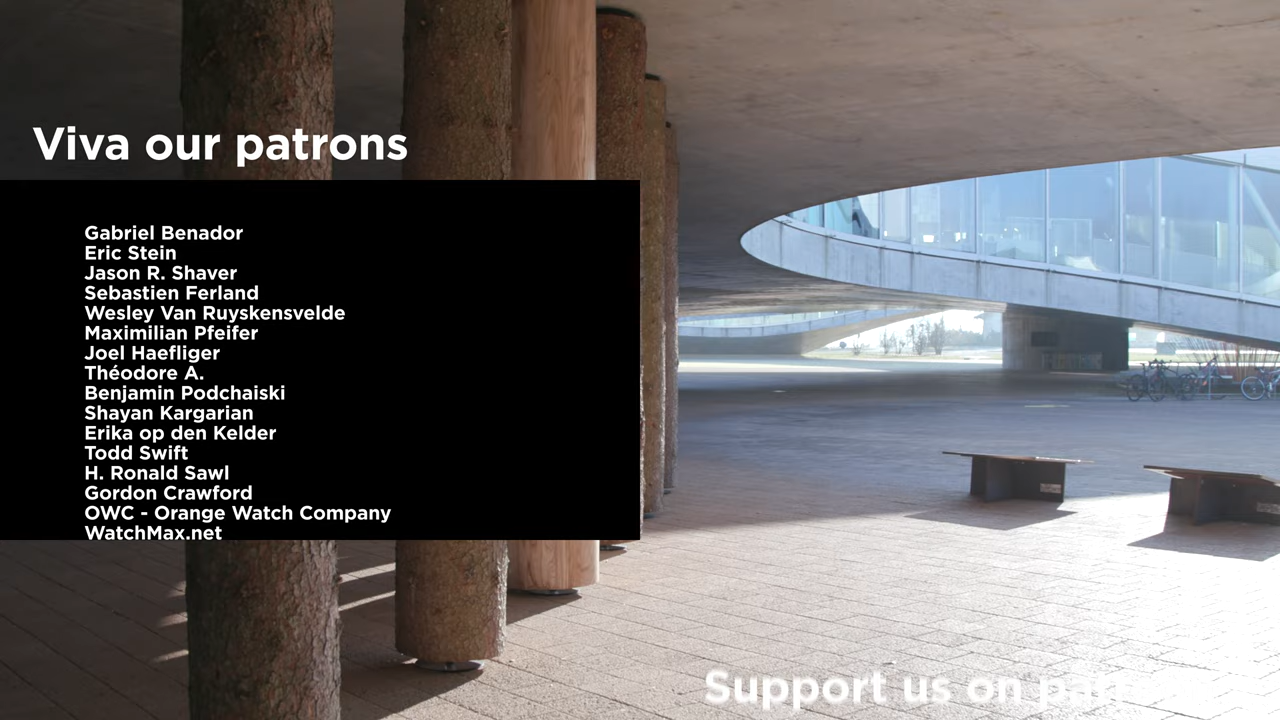 Viva our patrons
Gabriel Benador
Eric Stein
Jason R. Shaver
Sebastien Ferland
Wesley Van Ruyskensvelde
Maximilian Pfeifer
Joel Haefliger
Théodore A.
Benjamin Podchaiski
Shayan Kargarian
Erika op den Kelder
Todd Swift
H. Ronald Sawl
Gordon Crawford
OWC - Orange Watch Company
WatchMax.net
Support us on